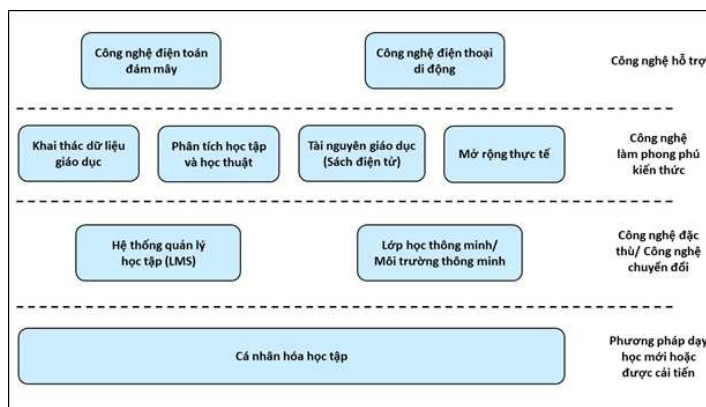 Công nghệ điện toán
đám mây
Công nghệ điện thoại
di động
Công nghệ hỗ trợ
Khai thác dữ liệu
giáo dục
Phân tích học tập
và học thuật
Tài nguyên giáo dục
(Sách điện tử)
Mở rộng thực tế
Công nghệ
làm phong phú
kiến thức
Hệ thống quản lý
học tập (LMS)
Lớp học thông minh/
Môi trường thông minh
Công nghệ đặc
thù/ Công nghệ
chuyển đổi
Cá nhân hóa học tập
Phương pháp dạy
học mới hoặc
được cải tiến